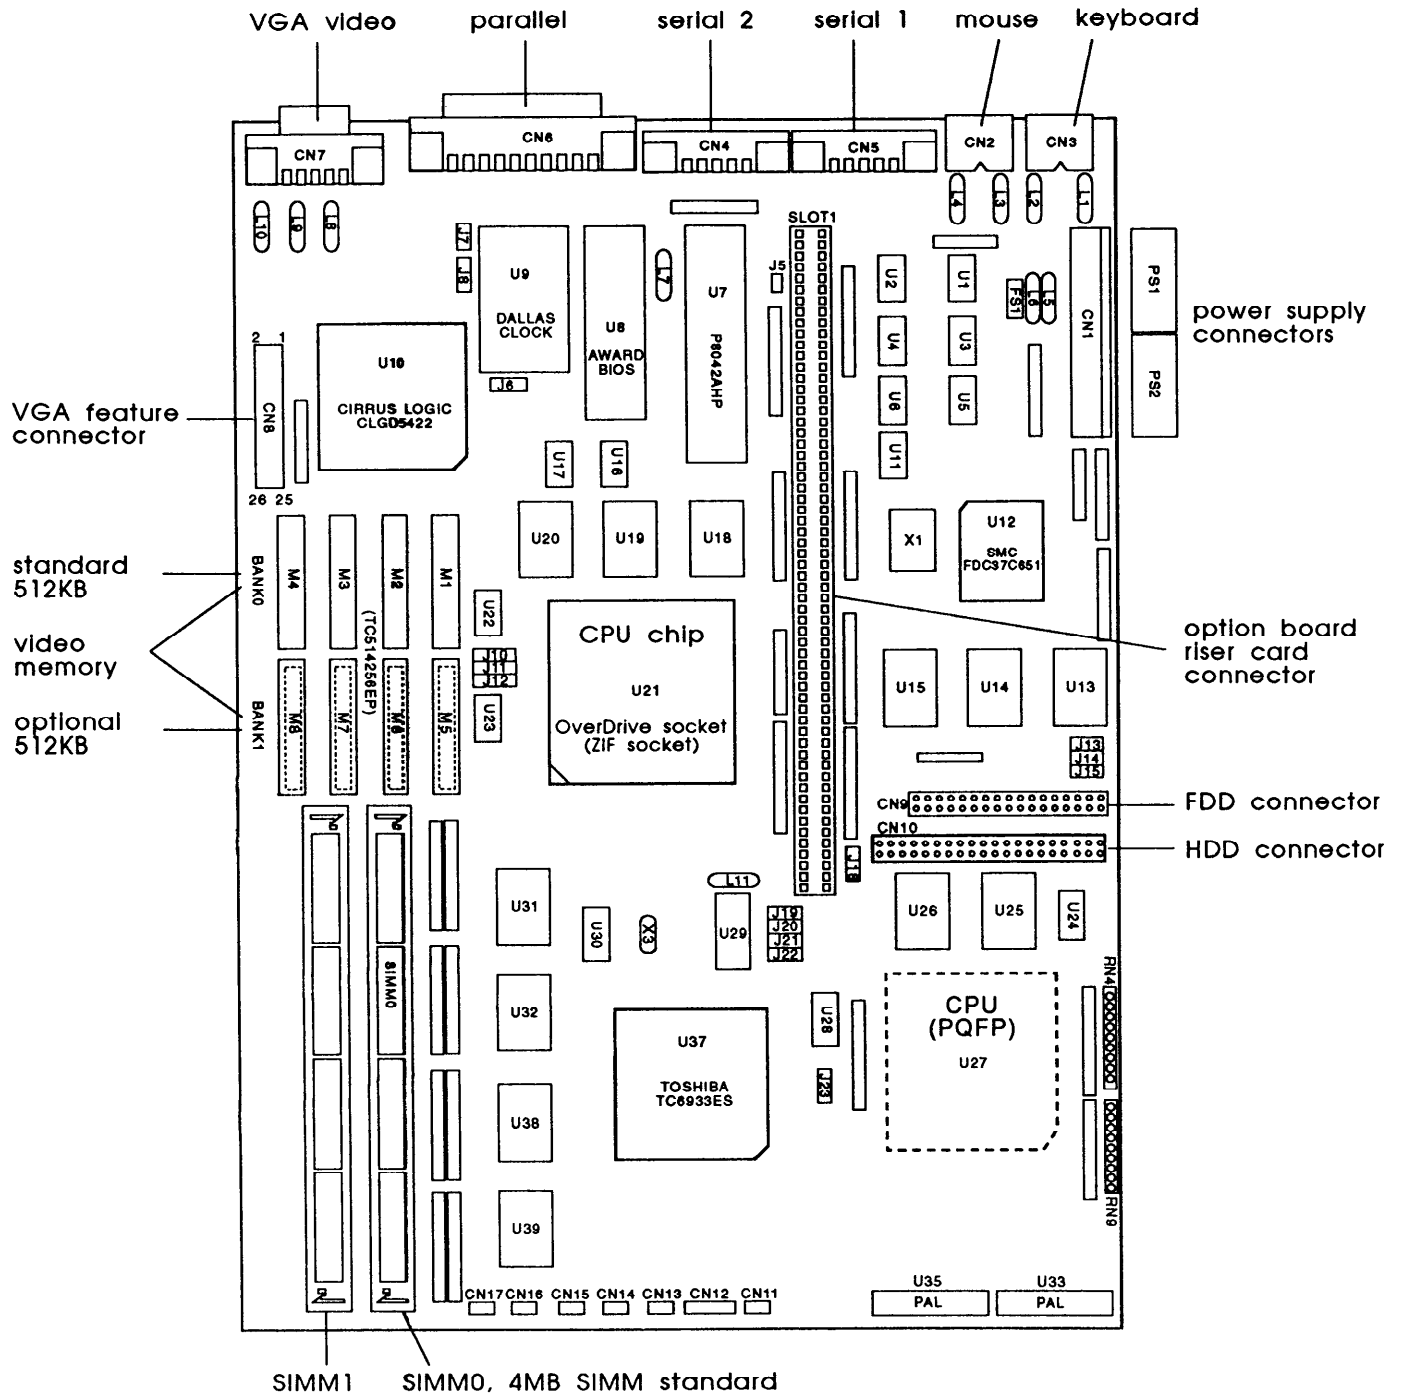 VGA video
parallel
serial 2
serial 1
mouse
keyboard
CN7
CN6
CN4
CN5
CN2
CN3
L10
L9
L8
L4
L3
L2
L1
J7
J8
U9
DALLAS
CLOCK
J6
U8
AWARD
BIOS
L7
U7
P8042AHP
SLOT1
J5
U2
U1
U4
U3
U6
U5
U11
FS1
L6
L5
CN1
PS1
PS2
power supply
connectors
2 1
CN8
26 25
VGA feature
connector
U10
CIRRUS LOGIC
CLGD5422
U17
U16
U20
U19
U18
X1
U12
SMC
FDC37C651
standard
512KB
BANK0
M4
M3
M2
M1
(TC514256EP)
video
memory
optional
512KB
BANK1
M8
M7
M6
M5
U22
J10
J11
J12
U23
CPU chip
U21
OverDrive socket
(ZIF socket)
option board
riser card
connector
U15
U14
U13
J13
J14
J15
CN9
FDD connector
CN10
HDD connector
L11
U31
U30
X3
U29
J19
J20
J21
J22
U26
U25
U24
SIMM0
U32
U37
TOSHIBA
TC6933ES
U28
J23
CPU
(PQFP)
U27
RN4
RN9
U38
U39
CN17
CN16
CN15
CN14
CN13
CN12
CN11
U35
PAL
U33
PAL
SIMM1
SIMM0, 4MB SIMM standard